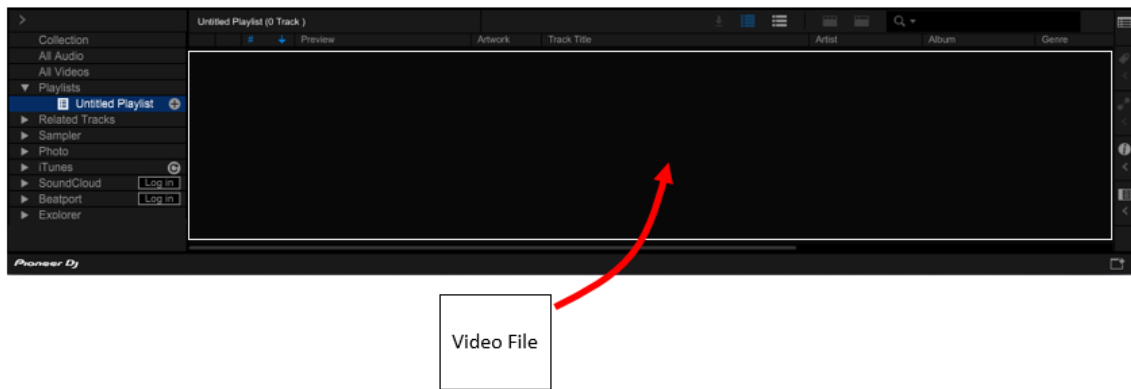 Untitled Playlist (0 Track )
# Preview Artwork Track Title Artist Album Genre
Collection
All Audio
All Videos
Playlists
Untitled Playlist
Related Tracks
Sampler
Photo
iTunes
SoundCloud Log in
Beatport Log in
Explorer
Pioneer Dj
Video File